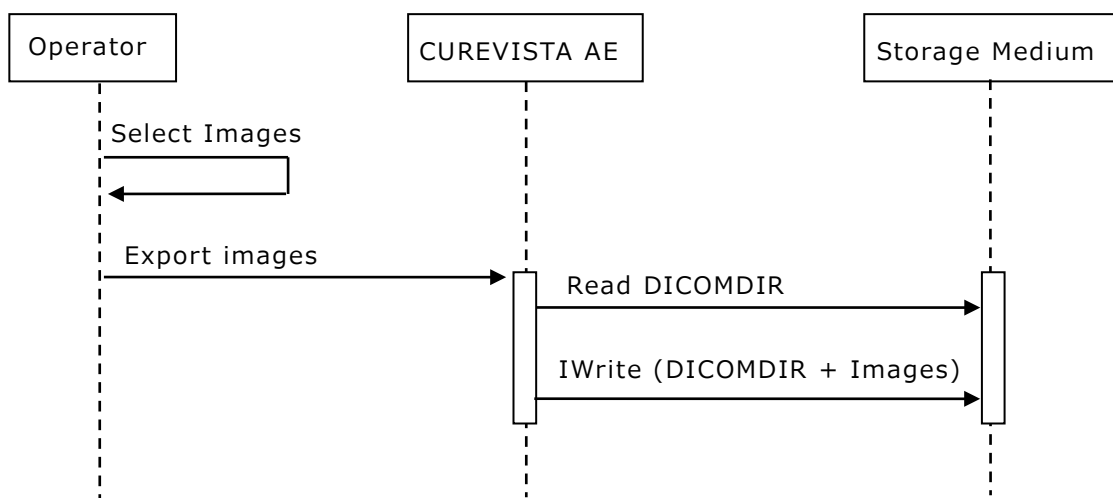 Operator
CUREVISTA AE
Storage Medium
Select Images
Export images
Read DICOMDIR
IWrite (DICOMDIR + Images)